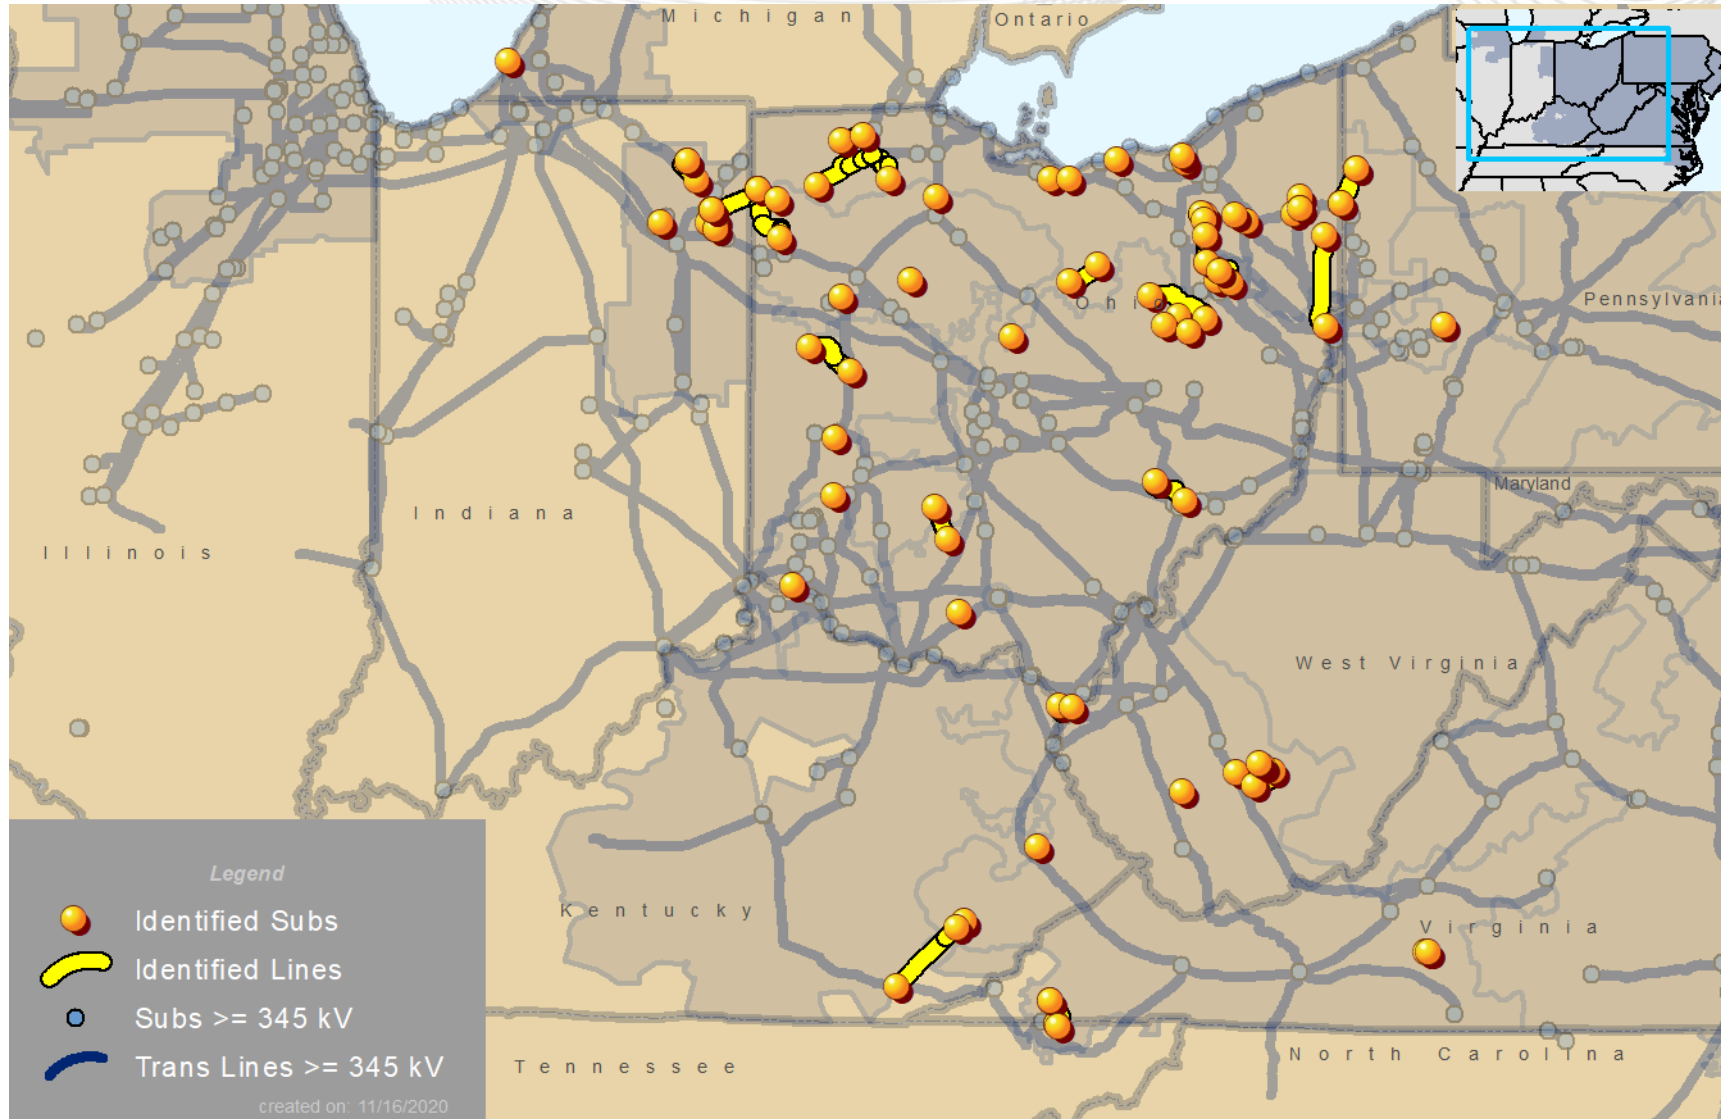 Michigan
Ontario
Pennsylvania
Ohio
Maryland
Indiana
Illinois
West Virginia
Kentucky
Virginia
Tennessee
North Carolina
Legend
Identified Subs
Identified Lines
Subs >= 345 kV
Trans Lines >= 345 kV
created on: 11/16/2020